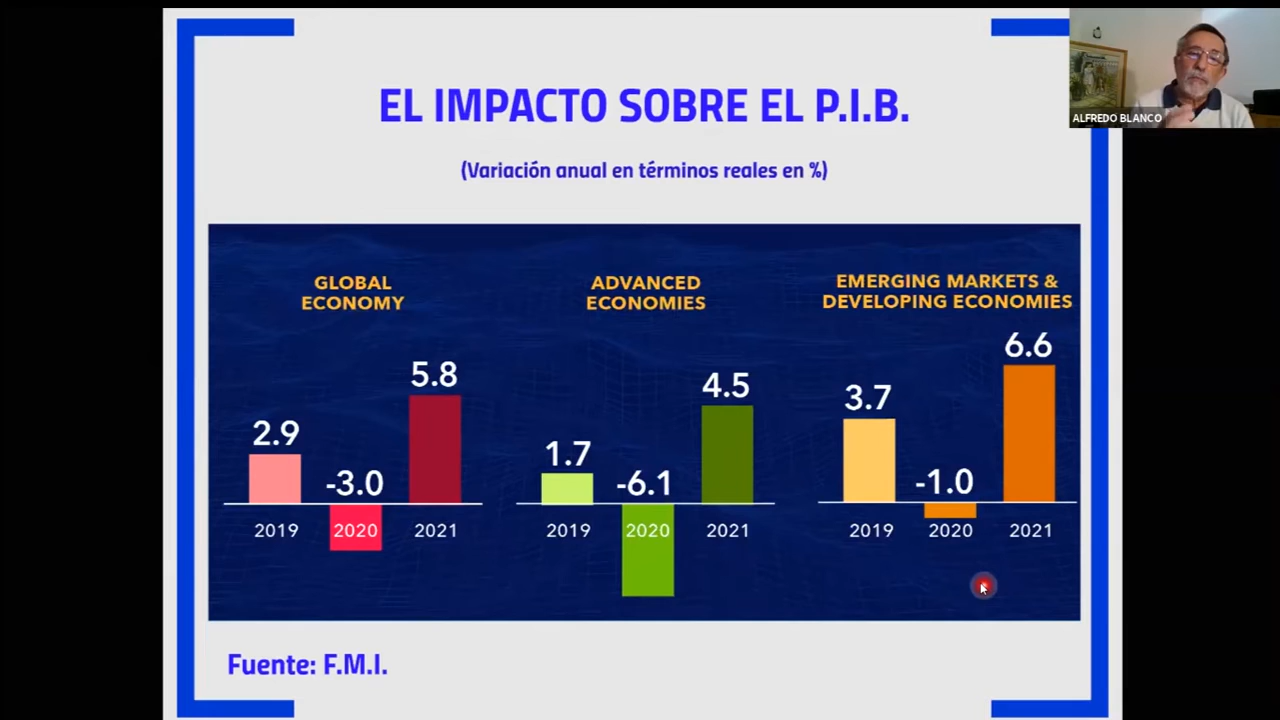 EL IMPACTO SOBRE EL P.I.B.
ALFREDO BLANCO
(Variación anual en términos reales en %)
GLOBAL
ECONOMY
2.9
-3.0
5.8
2019
2020
2021
ADVANCED
ECONOMIES
1.7
-6.1
4.5
2019
2020
2021
EMERGING MARKETS &
DEVELOPING ECONOMIES
3.7
-1.0
6.6
2019
2020
2021
Fuente: F.M.I.